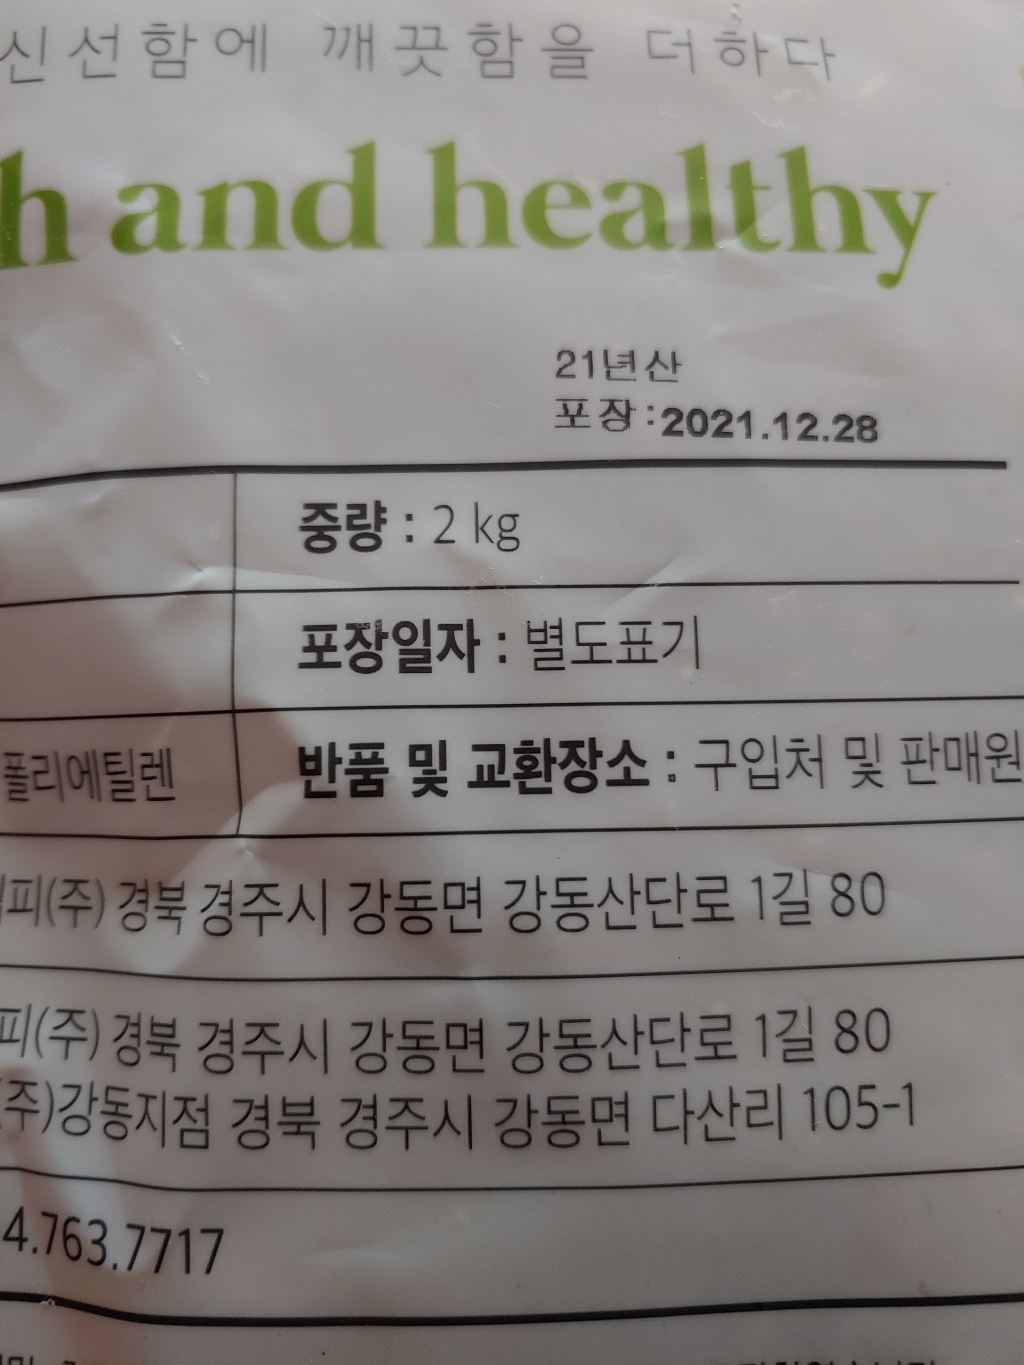 신선함에 깨끗함을 더하다
h and healthy
21년산
포장:2021.12.28
중량 : 2 kg
포장일자 : 별도표기
폴리에틸렌 반품 및 교환장소 : 구입처 및 판매원
피(주) 경북 경주시 강동면 강동산단로 1길 80
피(주) 경북 경주시 강동면 강동산단로 1길 80
(주)강동지점 경북 경주시 강동면 다산리 105-1
4.763.7717